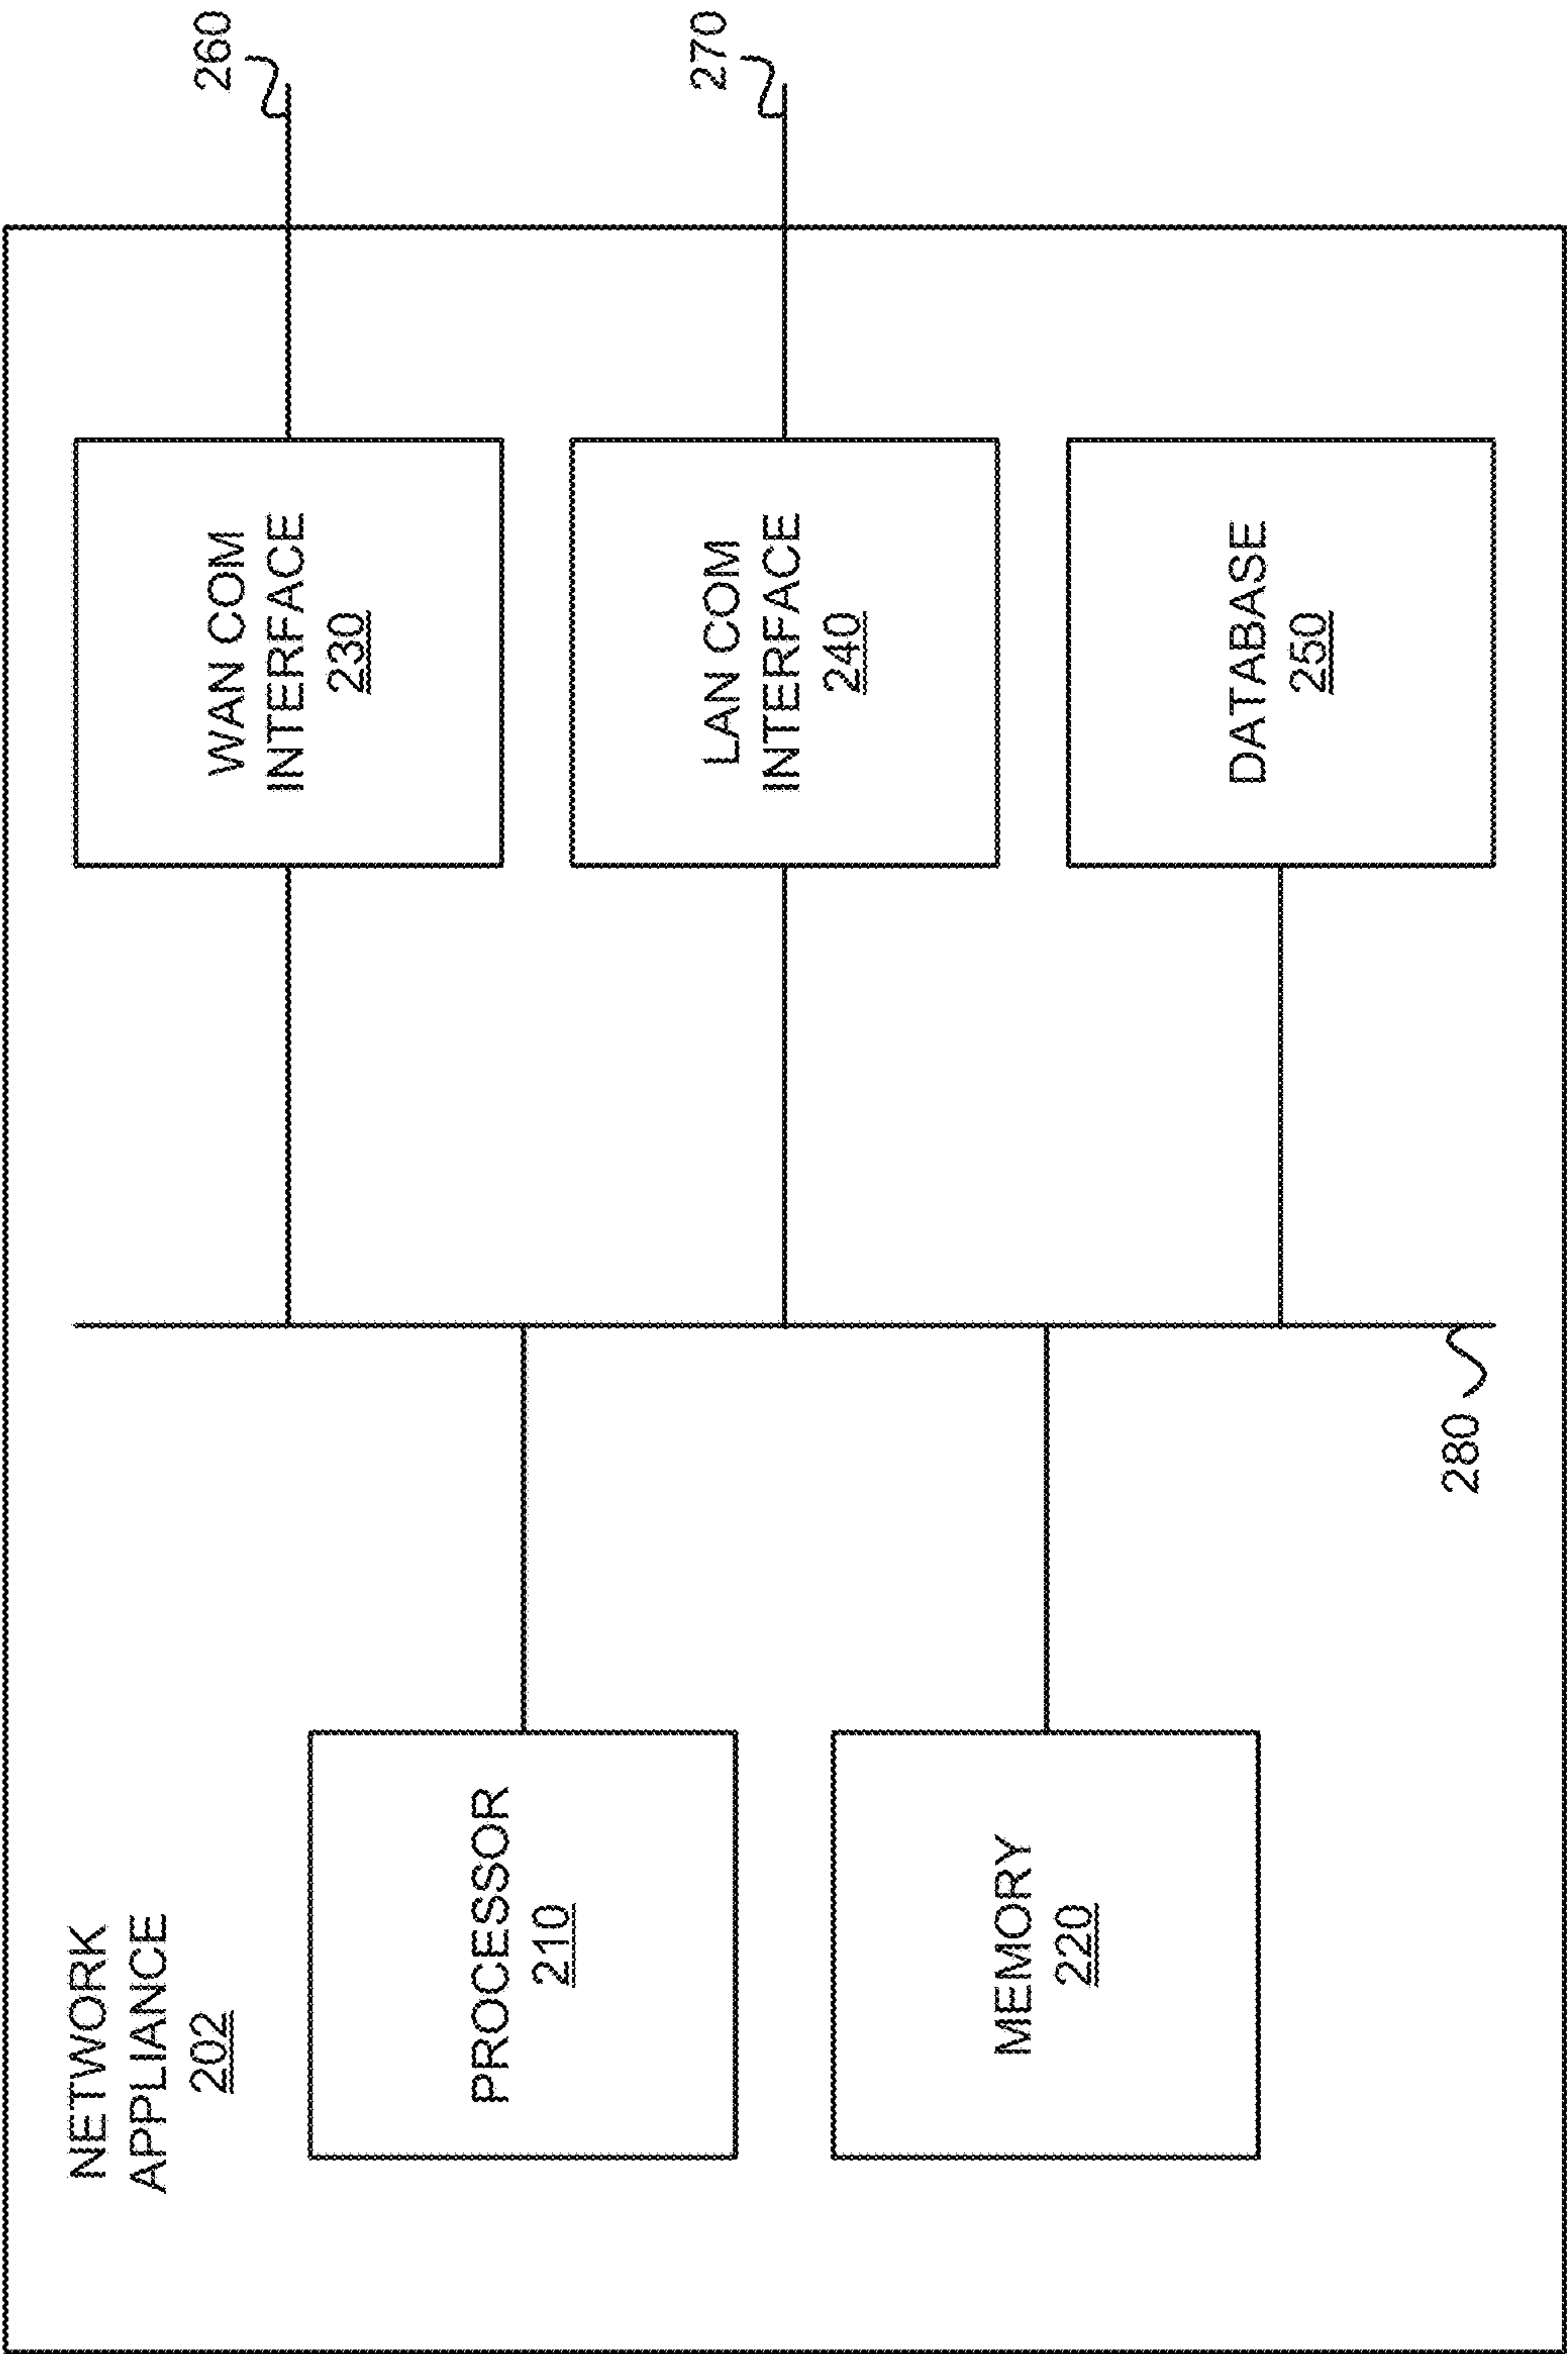 NETWORK
APPLIANCE
202
PROCESSOR
210
MEMORY
220
WAN COM
INTERFACE
230
LAN COM
INTERFACE
240
DATABASE
250
260
270
280